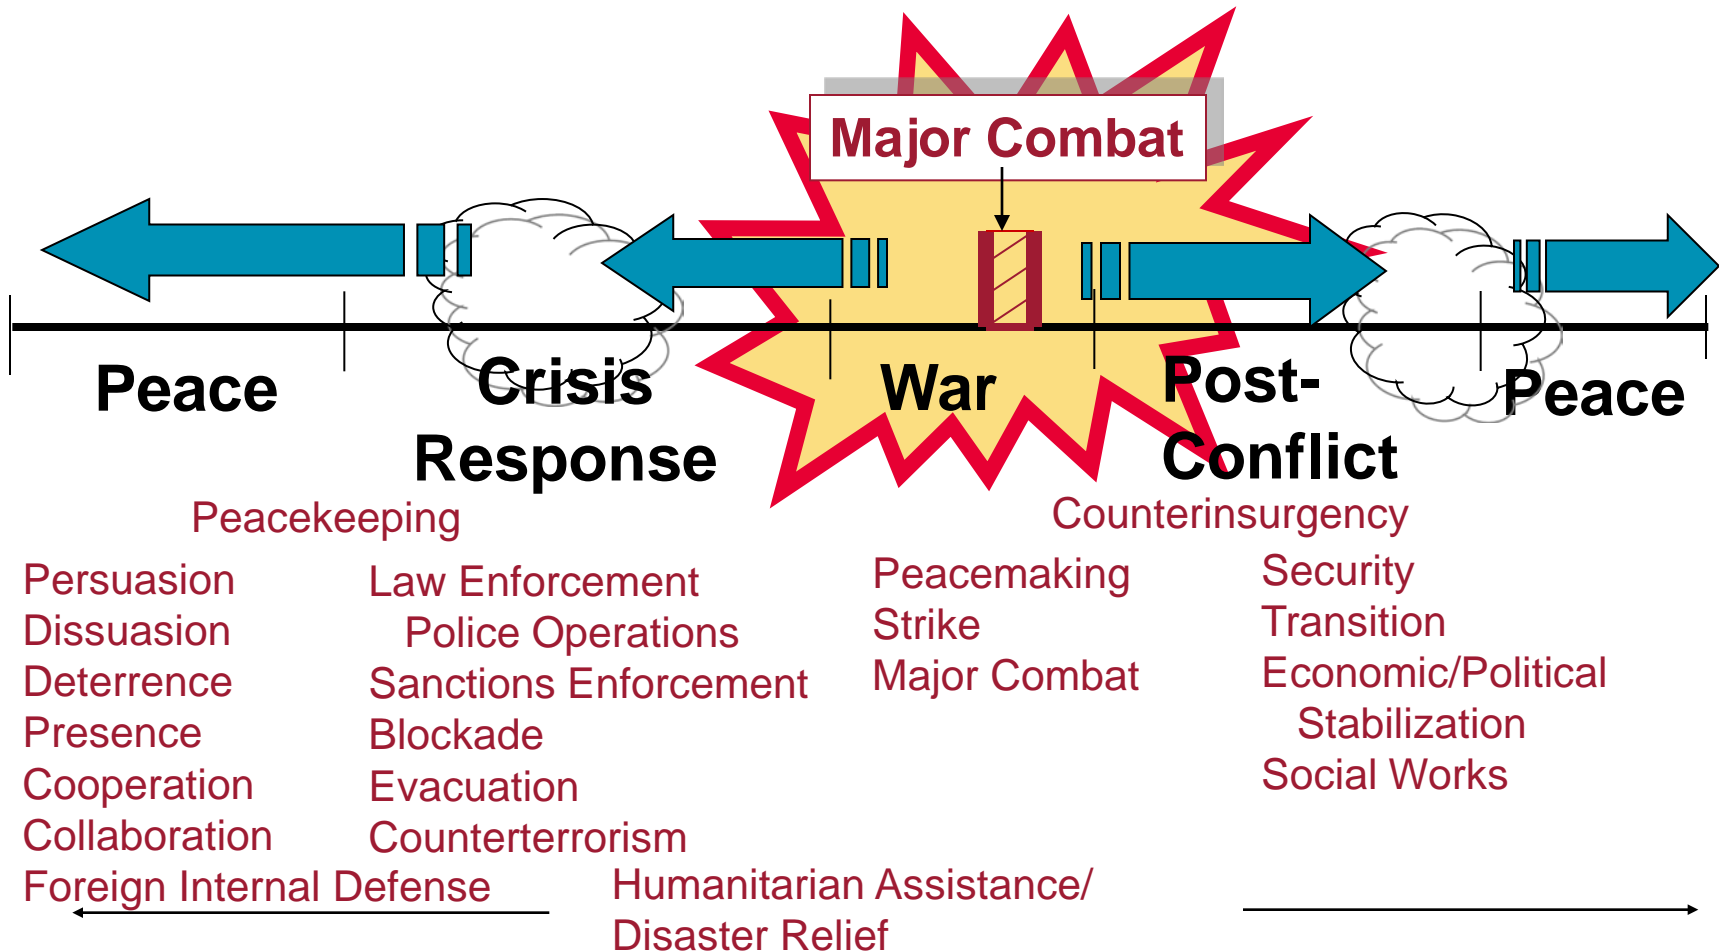 Major Combat
Peace
Crisis
Response
War
Post-
Conflict
Peace
Peacekeeping
Counterinsurgency
Persuasion
Dissuasion
Deterrence
Presence
Cooperation
Collaboration
Foreign Internal Defense
Law Enforcement
Police Operations
Sanctions Enforcement
Blockade
Evacuation
Counterterrorism
Peacemaking
Strike
Major Combat
Security
Transition
Economic/Political
Stabilization
Social Works
Humanitarian Assistance/
Disaster Relief